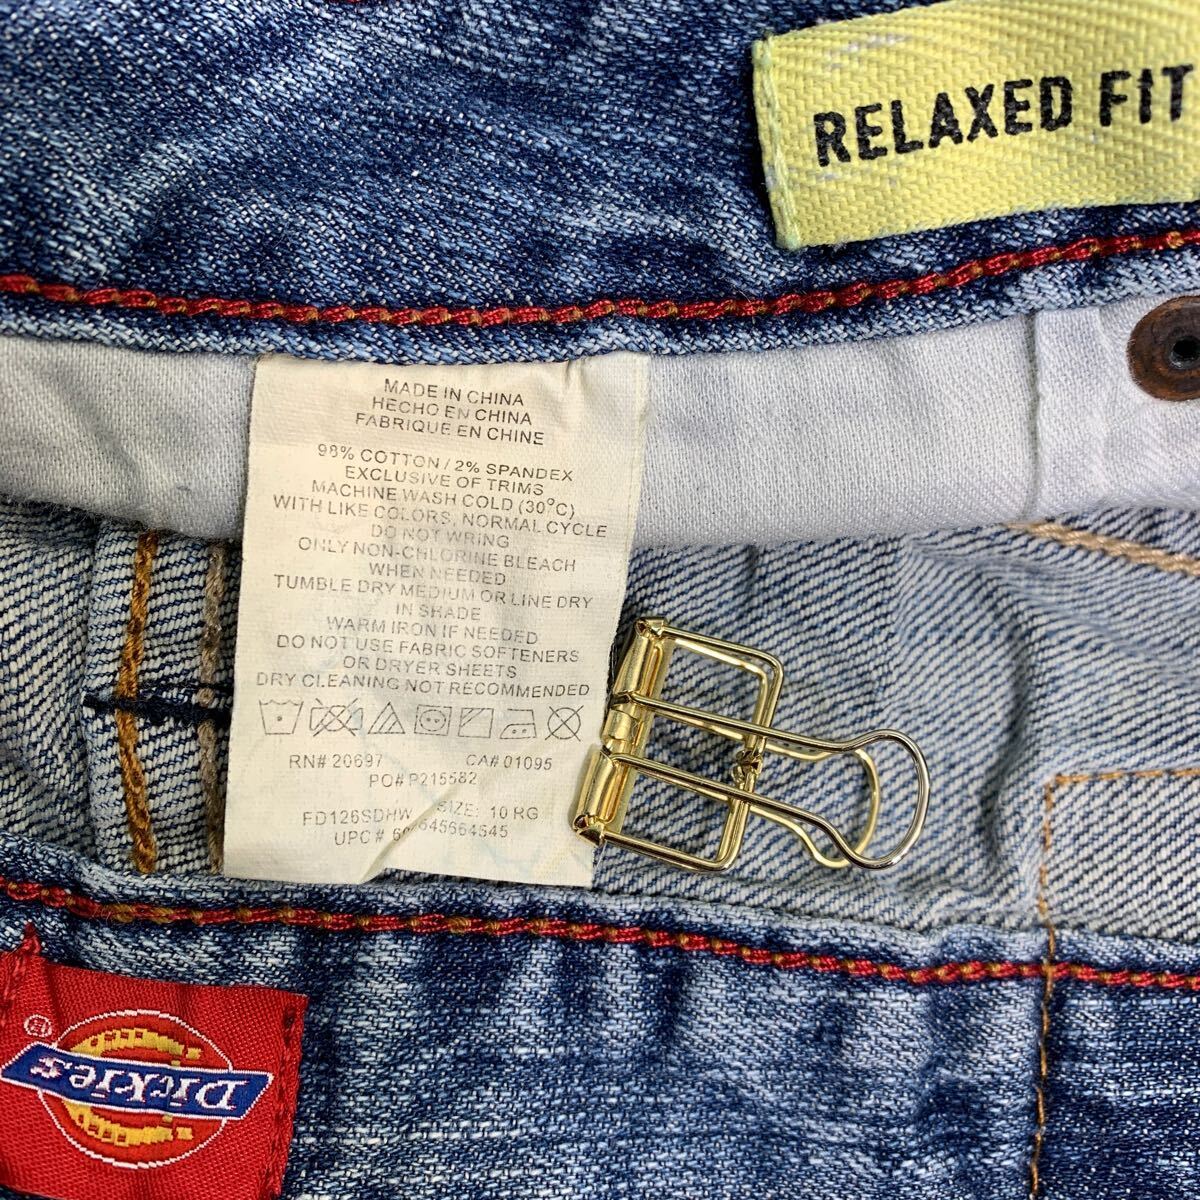 RELAXED FIT
MADE IN CHINA
HECHO EN CHINA
FABRIQUE EN CHINE
98% COTTON / 2% SPANDEX
EXCLUSIVE OF TRIMS
MACHINE WASH COLD (30°C)
WITH LIKE COLORS, NORMAL CYCLE
DO NOT WRING
ONLY NON-CHLORINE BLEACH
WHEN NEEDED
TUMBLE DRY MEDIUM OR LINE DRY
IN SHADE
WARM IRON IF NEEDED
DO NOT USE FABRIC SOFTENERS
OR DRYER SHEETS
DRY CLEANING NOT RECOMMENDED
RN# 20697 CA# 01095
PO# P215582
FD126SDHW SIZE: 10 RG
UPC #
Dickies
®